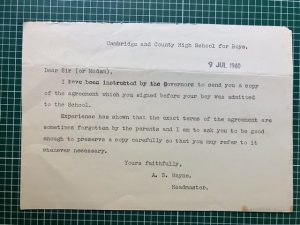 Cambridge and County High School for Boys.
9 JUL 1940
Dear Sir [or Madam],
I have been instructed by the Governors to send you a copy
of the agreement which you signed before your boy was admitted
to the School.
Experience has shown that the exact terms of the agreement are
sometimes forgotten by the parents and I am to ask you to be good
enough to preserve a copy carefully so that you may refer to it
whenever necessary.
Yours faithfully,
A. B. Mayne.
Headmaster.